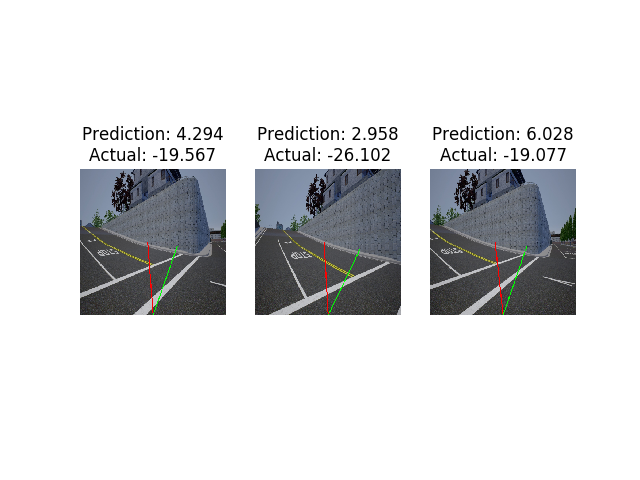 Prediction: 4.294
Actual: -19.567
Prediction: 2.958
Actual: -26.102
Prediction: 6.028
Actual: -19.077